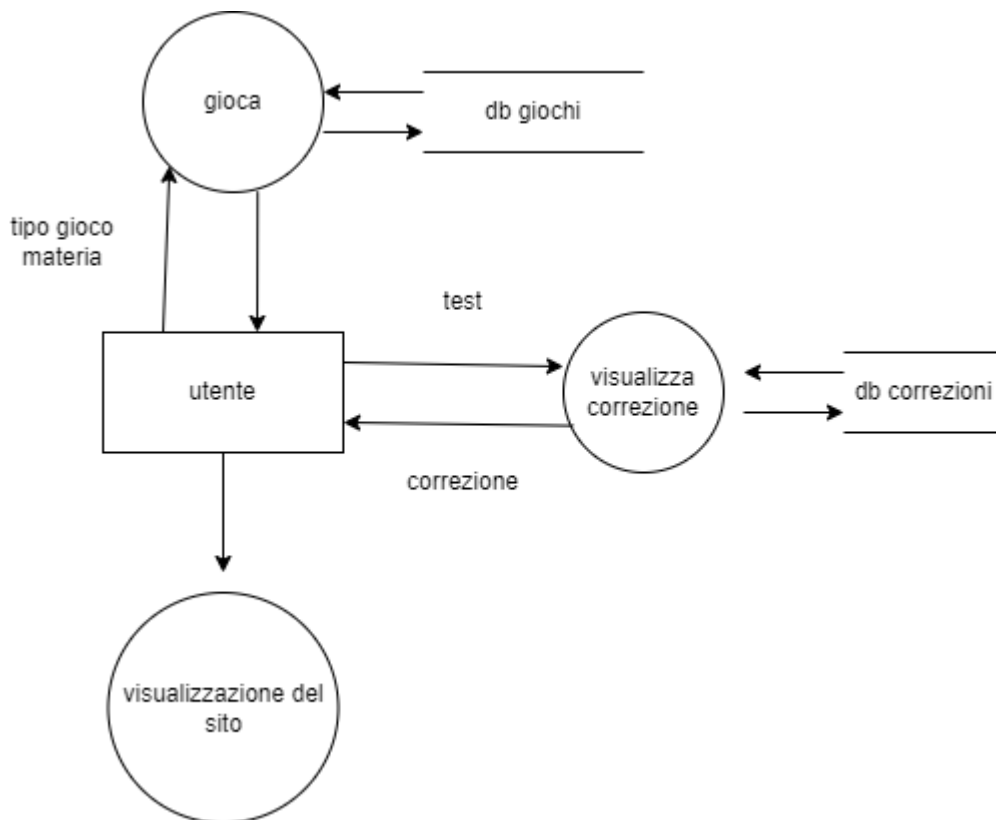 gioca
db giochi
tipo gioco
materia
test
utente
visualizza
correzione
db correzioni
correzione
visualizzazione del
sito